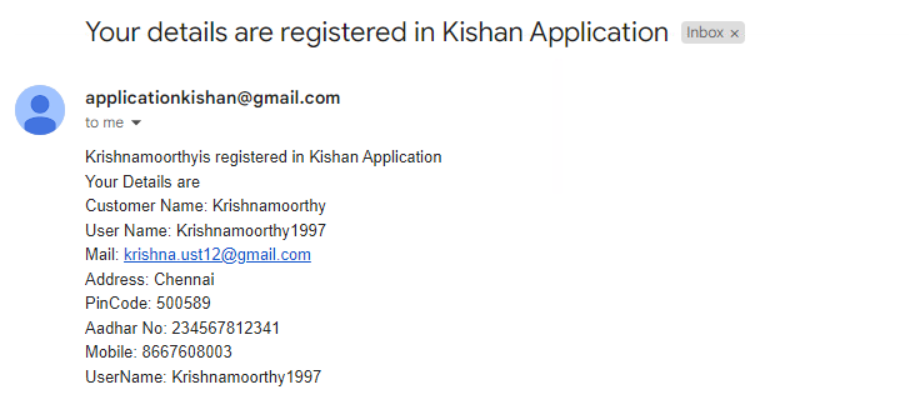 Your details are registered in Kishan Application Inbox ×
applicationkishan@gmail.com
to me
Krishnamoorthyis registered in Kishan Application
Your Details are
Customer Name: Krishnamoorthy
User Name: Krishnamoorthy1997
Mail: krishna.ust12@gmail.com
Address: Chennai
PinCode: 500589
Aadhar No: 234567812341
Mobile: 8667608003
UserName: Krishnamoorthy1997